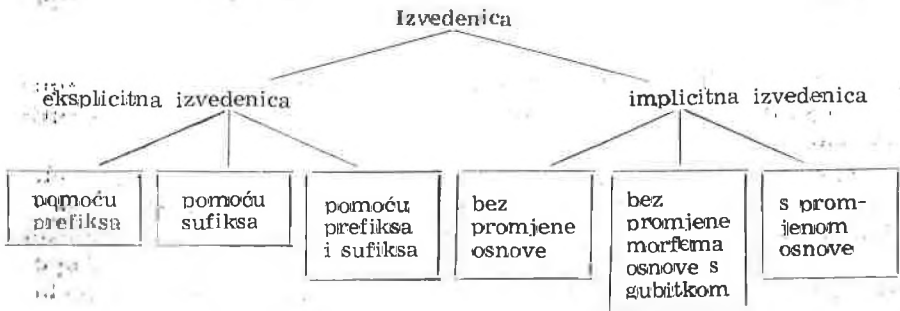 Izvedenica
eksplicitna izvedenica
implicitna izvedenica
pomoću
prefiksa
pomoću
sufiksa
pomoću
prefiksa
i sufiksa
bez
promjene
osnove
bez
promjene
morfema
osnove s
gubitkom
s prom-
jenom
osnove